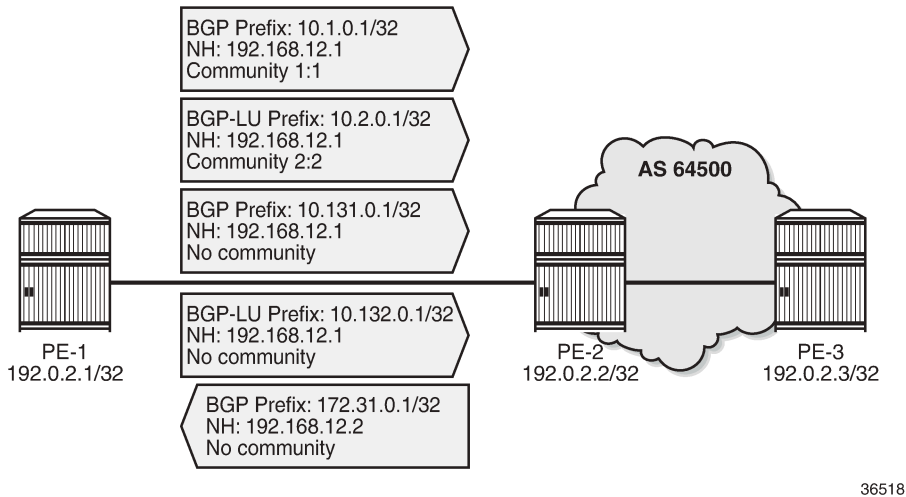 BGP Prefix: 10.1.0.1/32
NH: 192.168.12.1
Community 1:1
BGP-LU Prefix: 10.2.0.1/32
NH: 192.168.12.1
Community 2:2
AS 64500
BGP Prefix: 10.131.0.1/32
NH: 192.168.12.1
No community
BGP-LU Prefix: 10.132.0.1/32
NH: 192.168.12.1
No community
PE-1
192.0.2.1/32
PE-2
192.0.2.2/32
PE-3
192.0.2.3/32
BGP Prefix: 172.31.0.1/32
NH: 192.168.12.2
No community
36518